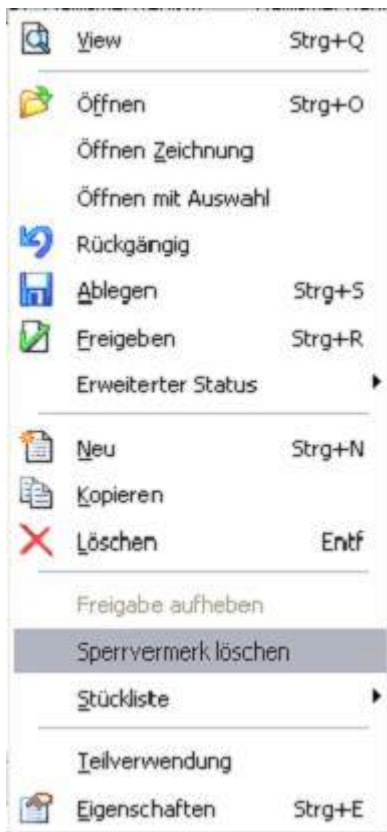 View Strg+Q
Öffnen Strg+O
Öffnen Zeichnung
Öffnen mit Auswahl
Rückgängig
Ablegen Strg+S
Freigeben Strg+R
Erweiterter Status
Neu Strg+N
Kopieren
Löschen Entf
Freigabe aufheben
Sperrvermerk löschen
Stückliste
Teilverwendung
Eigenschaften Strg+E